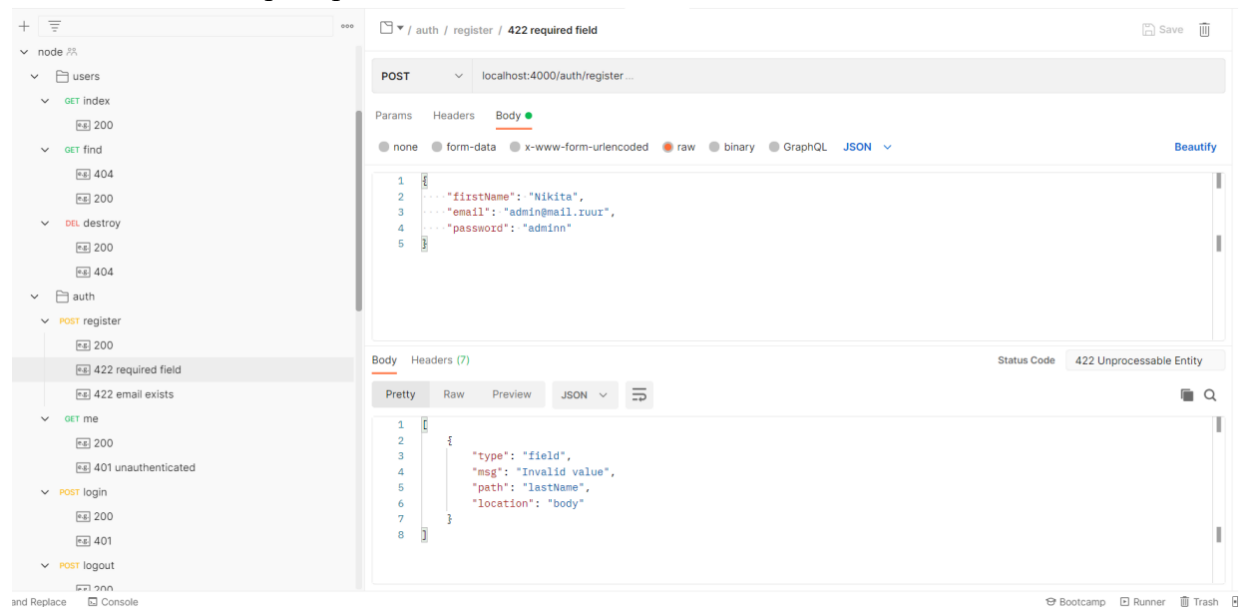 / auth / register / 422 required field
Save
node
users
GET index
e.g. 200
GET find
e.g. 404
e.g. 200
DEL destroy
e.g. 200
e.g. 404
auth
POST register
e.g. 200
e.g. 422 required field
e.g. 422 email exists
GET me
e.g. 200
e.g. 401 unauthenticated
POST login
e.g. 200
e.g. 401
POST logout
e.g. 200
POST localhost:4000/auth/register...
Params Headers Body
none form-data x-www-form-urlencoded raw binary GraphQL JSON Beautify
1 {
2 ····"firstName":·"Nikita",
3 ····"email":·"admin@mail.ruur",
4 ····"password":·"adminn"
5 }
Body Headers (7) Status Code 422 Unprocessable Entity
Pretty Raw Preview JSON
1 [
2 {
3 "type": "field",
4 "msg": "Invalid value",
5 "path": "lastName",
6 "location": "body"
7 }
8 ]
and Replace Console Bootcamp Runner Trash